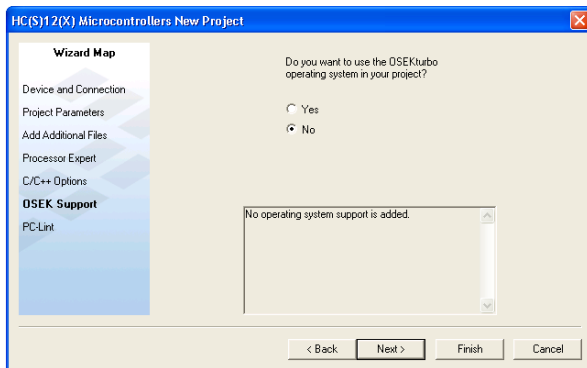 HC(S)12(X) Microcontrollers New Project
Wizard Map
Device and Connection
Project Parameters
Add Additional Files
Processor Expert
C/C++ Options
OSEK Support
PC-Lint
Do you want to use the OSEKturbo
operating system in your project?
Yes
No
No operating system support is added.
< Back
Next >
Finish
Cancel